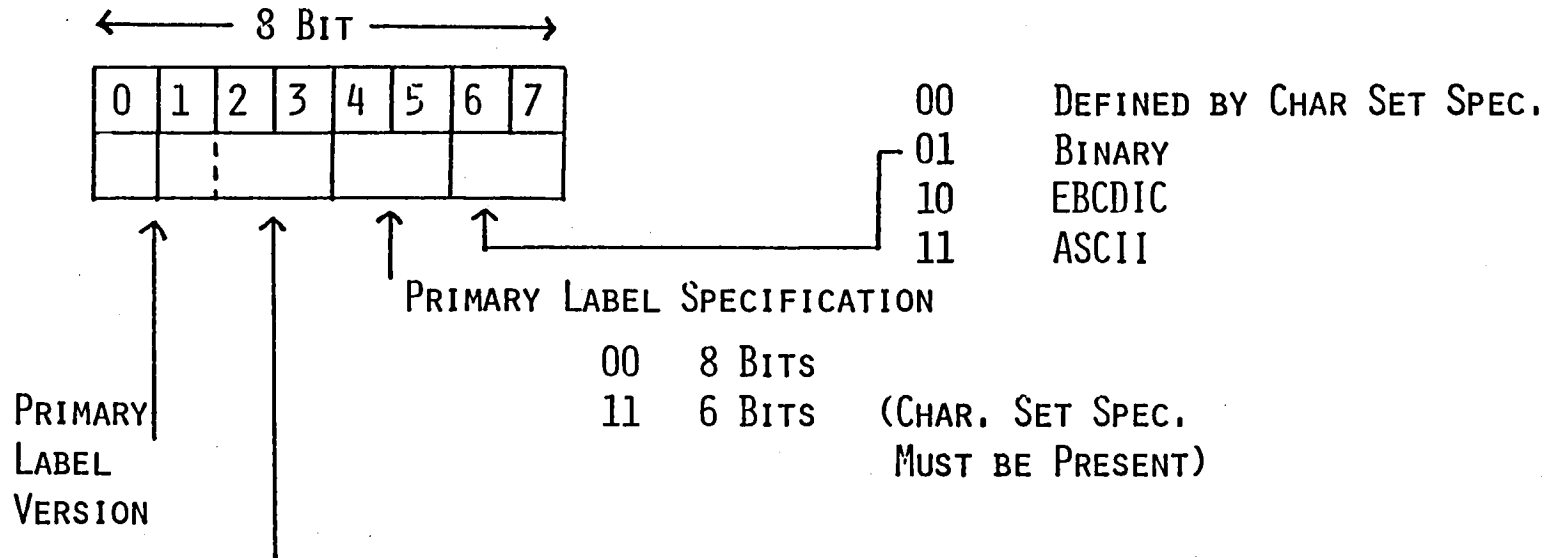 8 BIT
0 1 2 3 4 5 6 7
00 DEFINED BY CHAR SET SPEC.
01 BINARY
10 EBCDIC
11 ASCII
PRIMARY LABEL SPECIFICATION
00 8 BITS
11 6 BITS (CHAR. SET SPEC.
MUST BE PRESENT)
PRIMARY
LABEL
VERSION